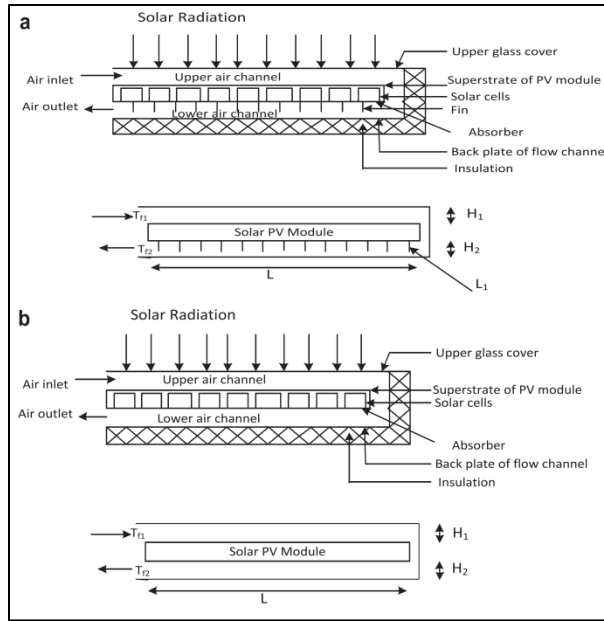 a
Solar Radiation
Upper glass cover
Air inlet
Upper air channel
Superstrate of PV module
Solar cells
Air outlet
Fin
Lower air channel
Absorber
Back plate of flow channel
Insulation
Tf1
H1
Solar PV Module
Tf2
H2
L
L1
b
Solar Radiation
Upper glass cover
Air inlet
Upper air channel
Superstrate of PV module
Solar cells
Air outlet
Lower air channel
Absorber
Back plate of flow channel
Insulation
Tf1
H1
Solar PV Module
Tf2
H2
L